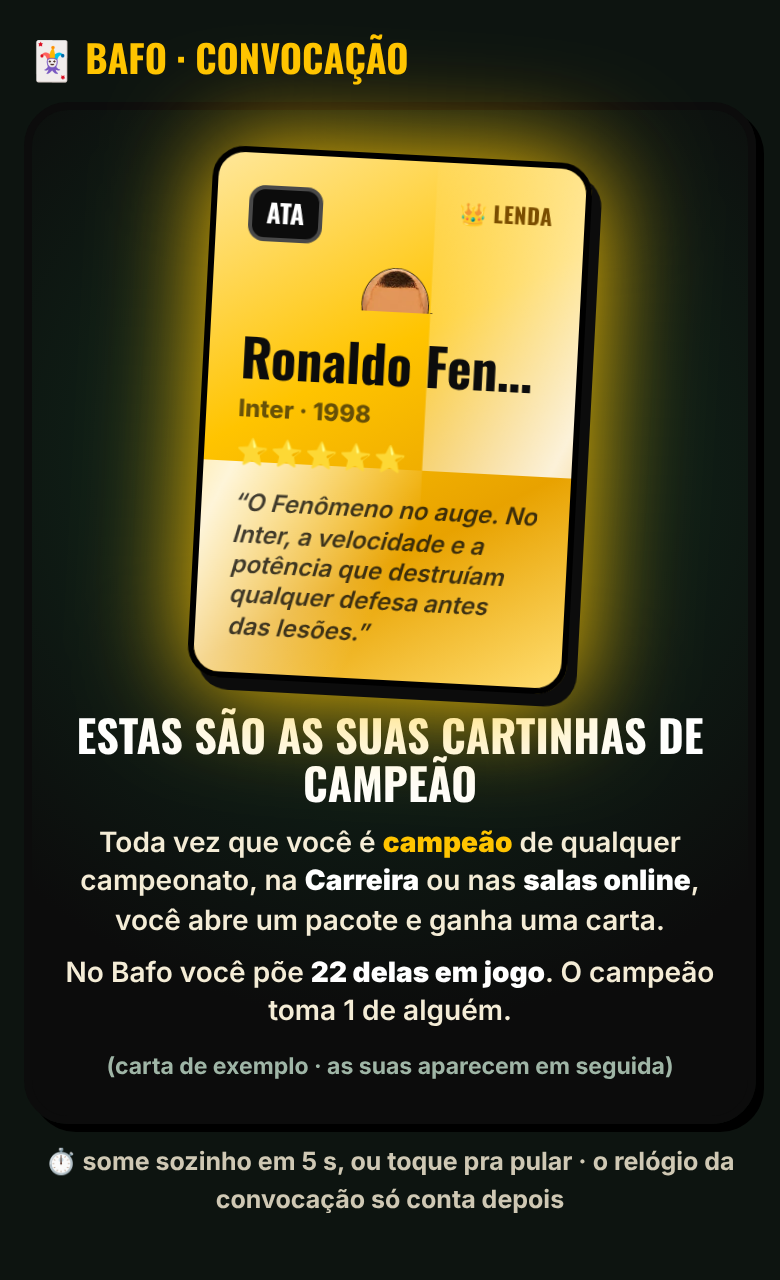 BAFO · CONVOCAÇÃO
ATA
LENDA
Ronaldo Fen...
Inter · 1998
“O Fenômeno no auge. No
Inter, a velocidade e a
potência que destruíam
qualquer defesa antes
das lesões.”
ESTAS SÃO AS SUAS CARTINHAS DE
CAMPEÃO
Toda vez que você é campeão de qualquer
campeonato, na Carreira ou nas salas online,
você abre um pacote e ganha uma carta.
No Bafo você põe 22 delas em jogo. O campeão
toma 1 de alguém.
(carta de exemplo · as suas aparecem em seguida)
some sozinho em 5 s, ou toque pra pular · o relógio da
convocação só conta depois